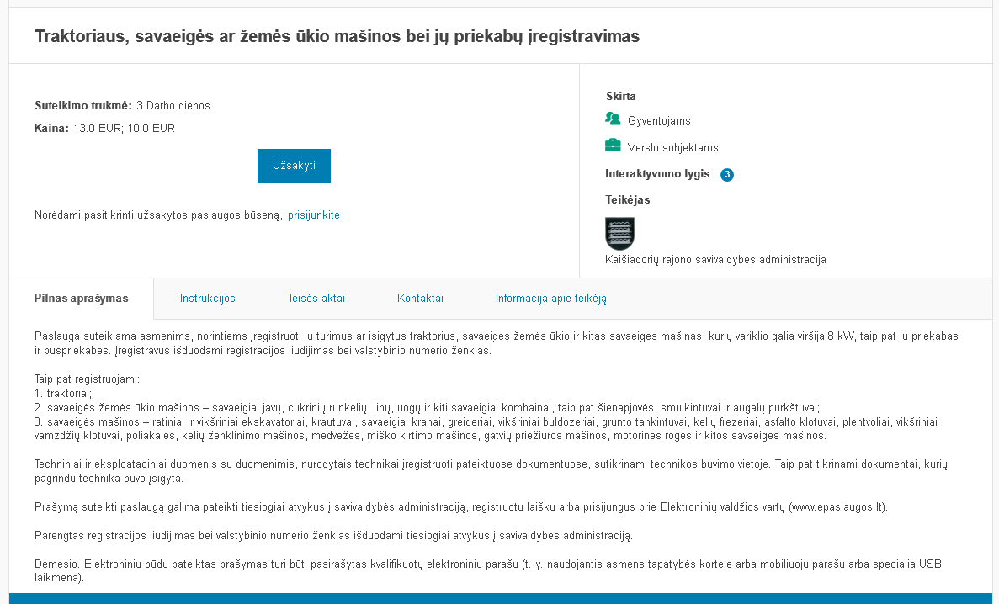 Traktoriaus, savaeigės ar žemės ūkio mašinos bei jų priekabų įregistravimas
Suteikimo trukmė: 3 Darbo dienos
Kaina: 13.0 EUR; 10.0 EUR
Užsakyti
Norėdami pasitikrinti užsakytos paslaugos būseną, prisijunkite
Skirta
Gyventojams
Verslo subjektams
Interaktyvumo lygis 3
Teikėjas
Kaišiadorių rajono savivaldybės administracija
Pilnas aprašymas Instrukcijos Teisės aktai Kontaktai Informacija apie teikėją
Paslauga suteikiama asmenims, norintiems įregistruoti jų turimus ar įsigytus traktorius, savaeiges žemės ūkio ir kitas savaeiges mašinas, kurių variklio galia viršija 8 kW, taip pat jų priekabas
ir puspriekabes. Įregistravus išduodami registracijos liudijimas bei valstybinio numerio ženklas.
Taip pat registruojami:
1. traktoriai;
2. savaeigės žemės ūkio mašinos – savaeigiai javų, cukrinių runkelių, linų, uogų ir kiti savaeigiai kombainai, taip pat šienapjovės, smulkintuvai ir augalų purkštuvai;
3. savaeigės mašinos – ratiniai ir vikšriniai ekskavatoriai, krautuvai, savaeigiai kranai, greideriai, vikšriniai buldozeriai, grunto tankintuvai, kelių frezeriai, asfalto klotuvai, plentvoliai, vikšriniai
vamzdžių klotuvai, poliakalės, kelių ženklinimo mašinos, medvežės, miško kirtimo mašinos, gatvių priežiūros mašinos, motorinės rogės ir kitos savaeigės mašinos.
Techniniai ir eksploataciniai duomenis su duomenimis, nurodytais technikai įregistruoti pateiktuose dokumentuose, sutikrinami technikos buvimo vietoje. Taip pat tikrinami dokumentai, kurių
pagrindu technika buvo įsigyta.
Prašymą suteikti paslaugą galima pateikti tiesiogiai atvykus į savivaldybės administraciją, registruotu laišku arba prisijungus prie Elektroninių valdžios vartų (www.epaslaugos.lt).
Parengtas registracijos liudijimas bei valstybinio numerio ženklas išduodami tiesiogiai atvykus į savivaldybės administraciją.
Dėmesio. Elektroniniu būdu pateiktas prašymas turi būti pasirašytas kvalifikuotų elektroniniu parašu (t. y. naudojantis asmens tapatybės kortele arba mobiliuoju parašu arba specialia USB
laikmena).